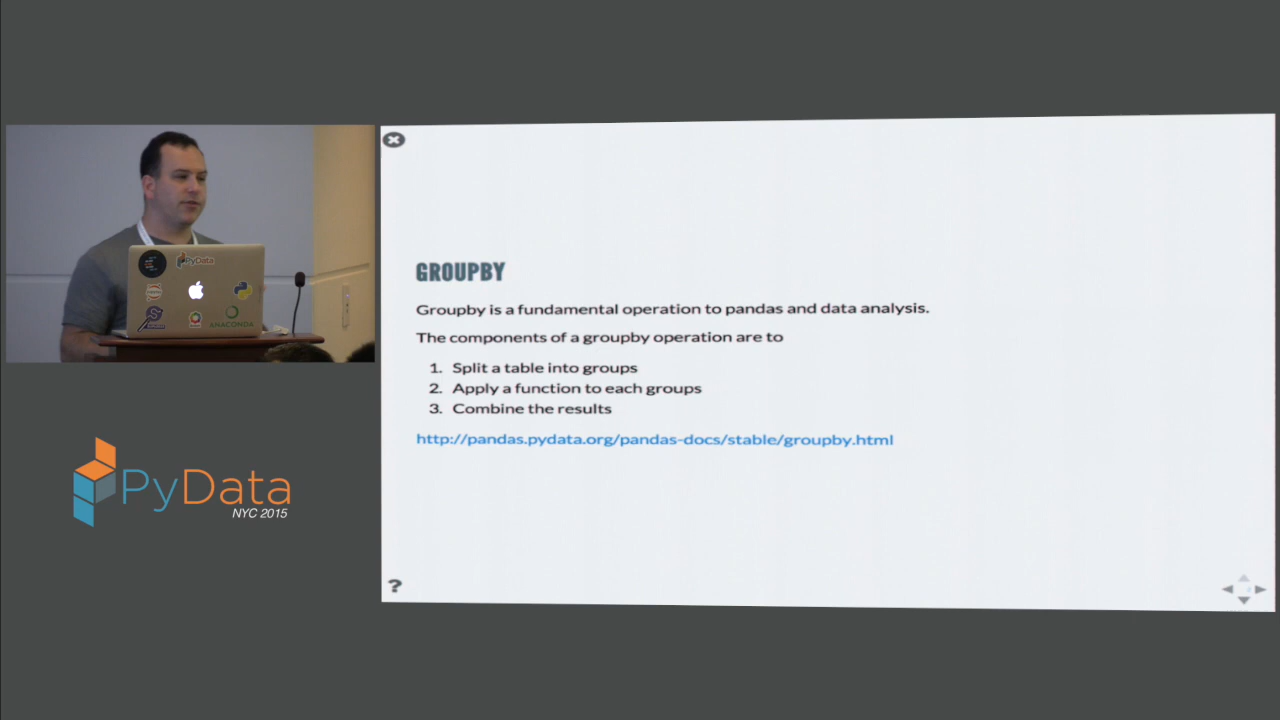 PyData
ANACONDA
PyData
NYC 2015
GROUPBY
Groupby is a fundamental operation to pandas and data analysis.
The components of a groupby operation are to
1. Split a table into groups
2. Apply a function to each groups
3. Combine the results
http://pandas.pydata.org/pandas-docs/stable/groupby.html
?